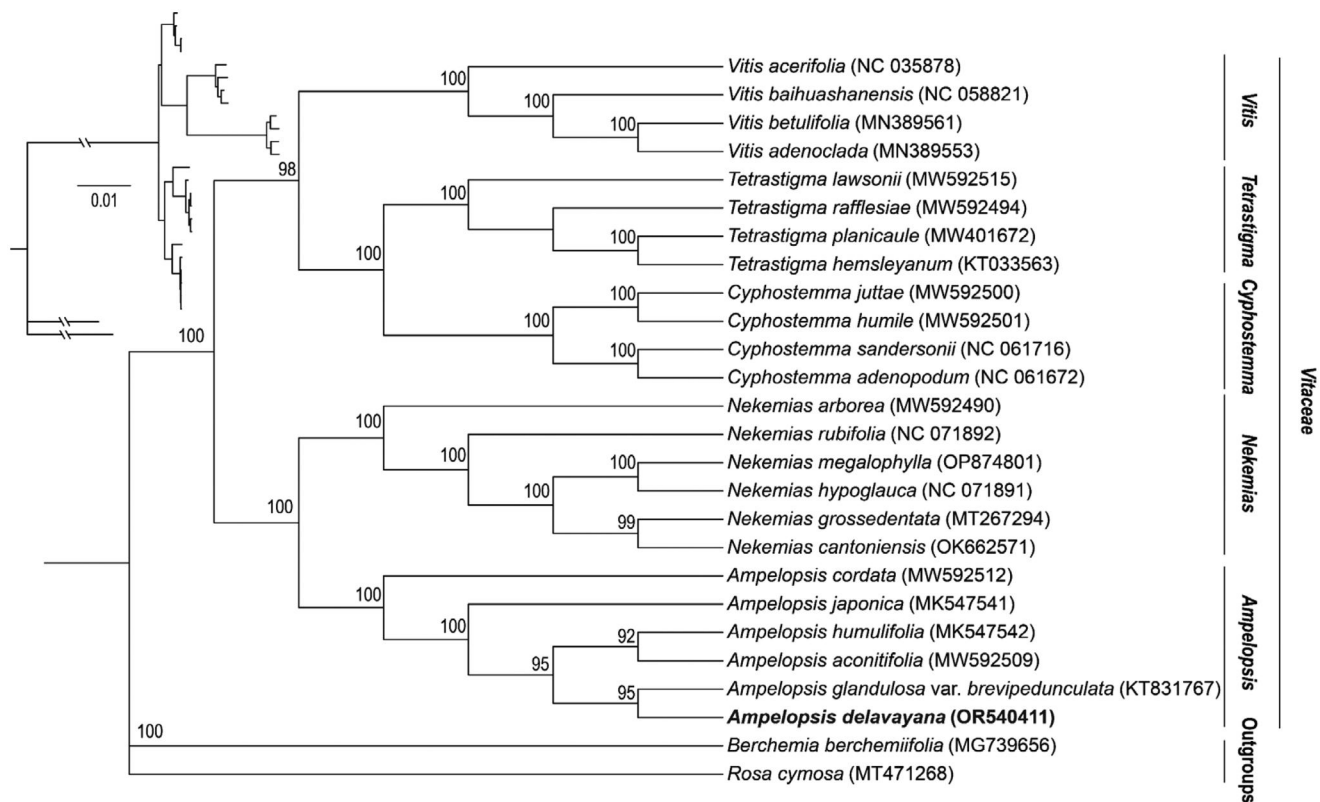 Vitis acerifolia (NC 035878)
Vitis baihuashanensis (NC 058821)
Vitis betulifolia (MN389561)
Vitis adenoclada (MN389553)
Tetrastigma lawsonii (MW592515)
Tetrastigma rafflesiae (MW592494)
Tetrastigma planicaule (MW401672)
Tetrastigma hemsleyanum (KT033563)
Cyphostemma juttae (MW592500)
Cyphostemma humile (MW592501)
Cyphostemma sandersonii (NC 061716)
Cyphostemma adenopodum (NC 061672)
Nekemias arborea (MW592490)
Nekemias rubifolia (NC 071892)
Nekemias megalophylla (OP874801)
Nekemias hypoglauca (NC 071891)
Nekemias grossedentata (MT267294)
Nekemias cantoniensis (OK662571)
Ampelopsis cordata (MW592512)
Ampelopsis japonica (MK547541)
Ampelopsis humulifolia (MK547542)
Ampelopsis aconitifolia (MW592509)
Ampelopsis glandulosa var. brevipedunculata (KT831767)
Ampelopsis delavayana (OR540411)
Berchemia berchemiifolia (MG739656)
Rosa cymosa (MT471268)
Vitis
Tetrastigma
Cyphostemma
Nekemias
Ampelopsis
Outgroups
Vitaceae
0.01
100
100
100
98
100
100
100
100
100
100
100
100
100
100
100
100
99
100
100
100
92
95
95
100